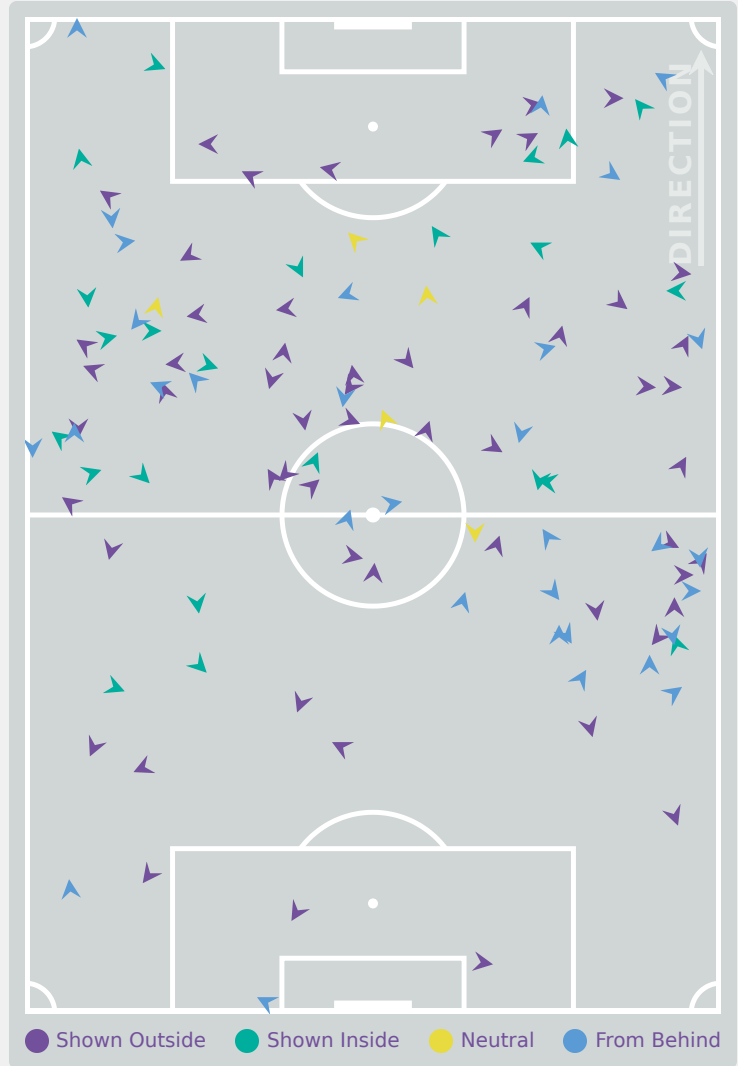 DIRECTION
Shown Outside
Shown Inside
Neutral
From Behind